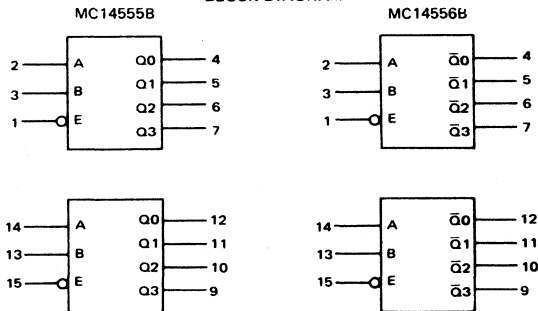 MC14555B MC14556B
2 A Q0 4
3 B Q1 5
1 E Q2 6
Q3 7
2 A Q̅0 4
3 B Q̅1 5
1 E Q̅2 6
Q̅3 7
14 A Q0 12
13 B Q1 11
15 E Q2 10
Q3 9
14 A Q̅0 12
13 B Q̅1 11
15 E Q̅2 10
Q̅3 9